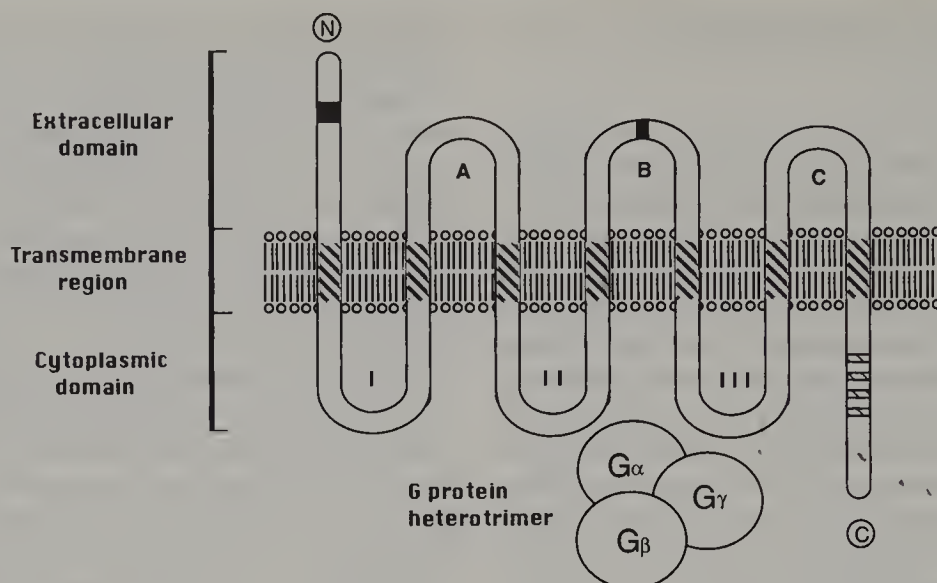 N
Extracellular
domain
A
B
C
Transmembrane
region
Cytoplasmic
domain
I
II
III
G protein
heterotrimer
Gα
Gγ
Gβ
C